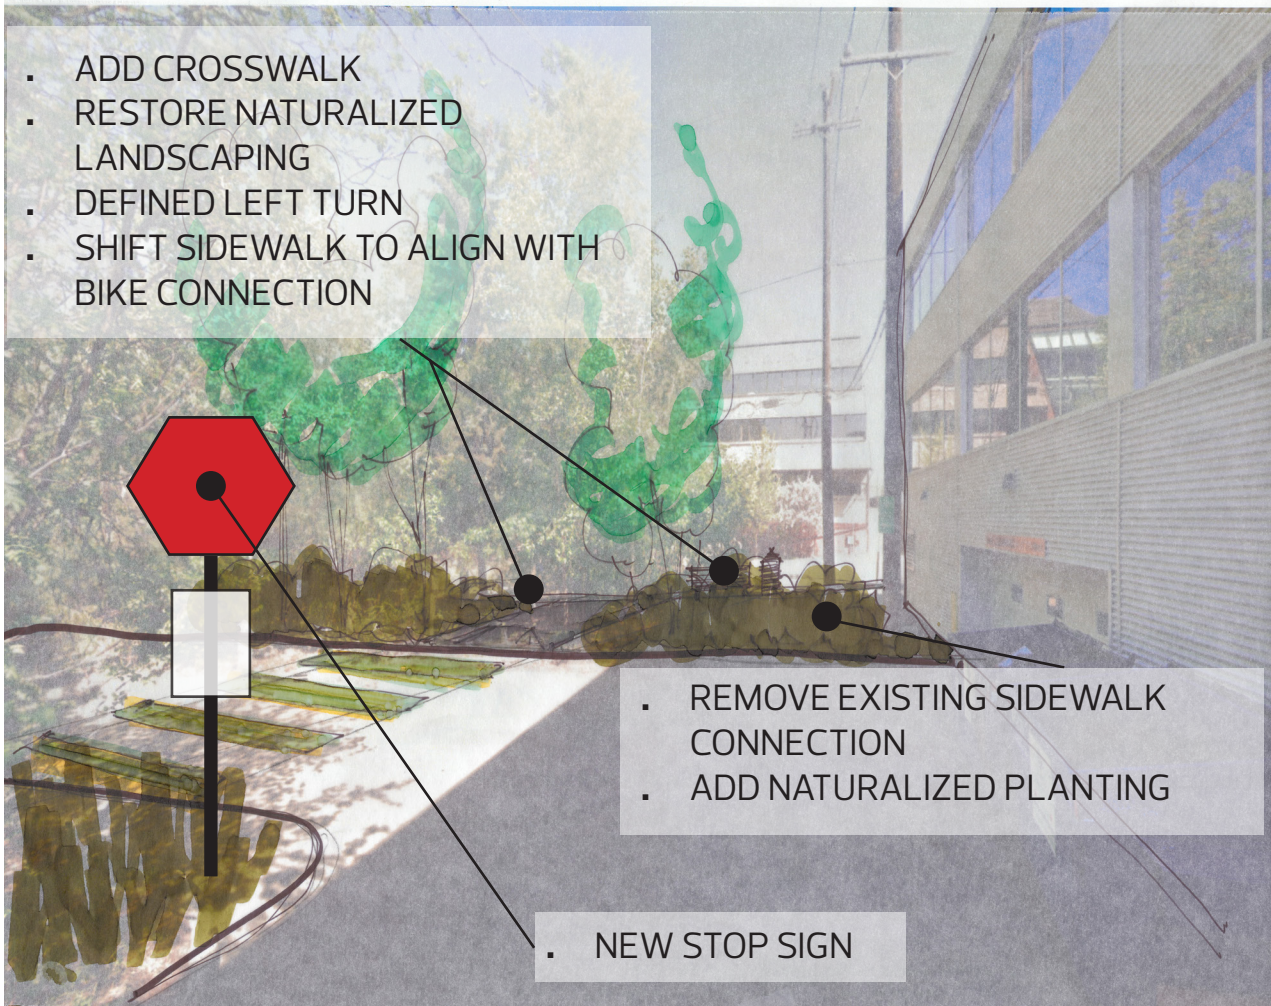 . ADD CROSSWALK
. RESTORE NATURALIZED
LANDSCAPING
. DEFINED LEFT TURN
. SHIFT SIDEWALK TO ALIGN WITH
BIKE CONNECTION
. REMOVE EXISTING SIDEWALK
CONNECTION
. ADD NATURALIZED PLANTING
. NEW STOP SIGN